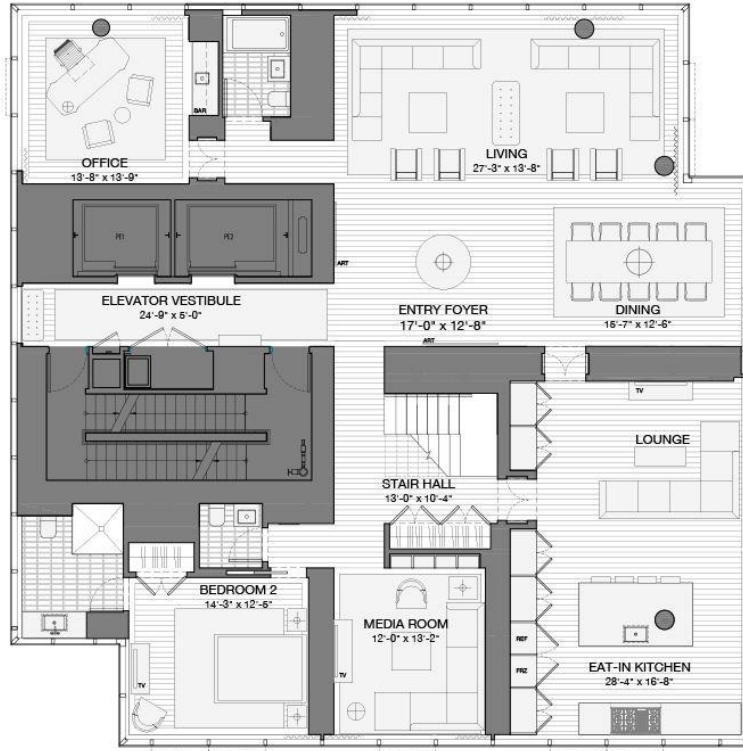 BAR
OFFICE
13'-8" x 13'-9"
LIVING
27'-3" x 13'-8"
PE1
PE2
ART
ELEVATOR VESTIBULE
24'-9" x 5'-0"
ENTRY FOYER
17'-0" x 12'-8"
DINING
15'-7" x 12'-6"
ART
TV
LOUNGE
STAIR HALL
13'-0" x 10'-4"
BEDROOM 2
14'-3" x 12'-5"
MEDIA ROOM
12'-0" x 13'-2"
REF
FRZ
EAT-IN KITCHEN
28'-4" x 16'-8"
TV
TV